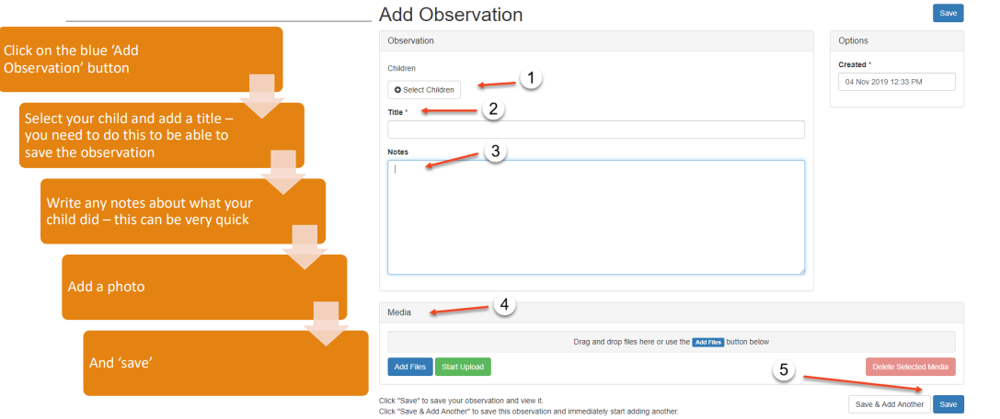 Click on the blue ‘Add
Observation’ button
Select your child and add a title –
you need to do this to be able to
save the observation
Write any notes about what your
child did – this can be very quick
Add a photo
And ‘save’
Add Observation
Save
Observation
Children
Select Children
1
Title *
2
Notes
3
Options
Created *
04 Nov 2019 12:33 PM
Media
4
Drag and drop files here or use the Add Files button below
Add Files
Start Upload
Delete Selected Media
5
Click "Save" to save your observation and view it.
Click "Save & Add Another" to save this observation and immediately start adding another.
Save & Add Another
Save